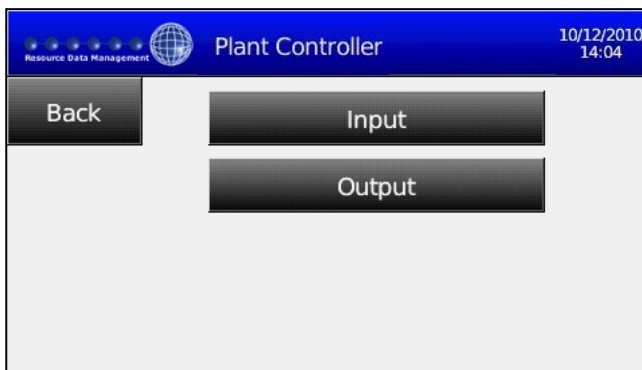 Resource Data Management
Plant Controller
10/12/2010
14:04
Back
Input
Output